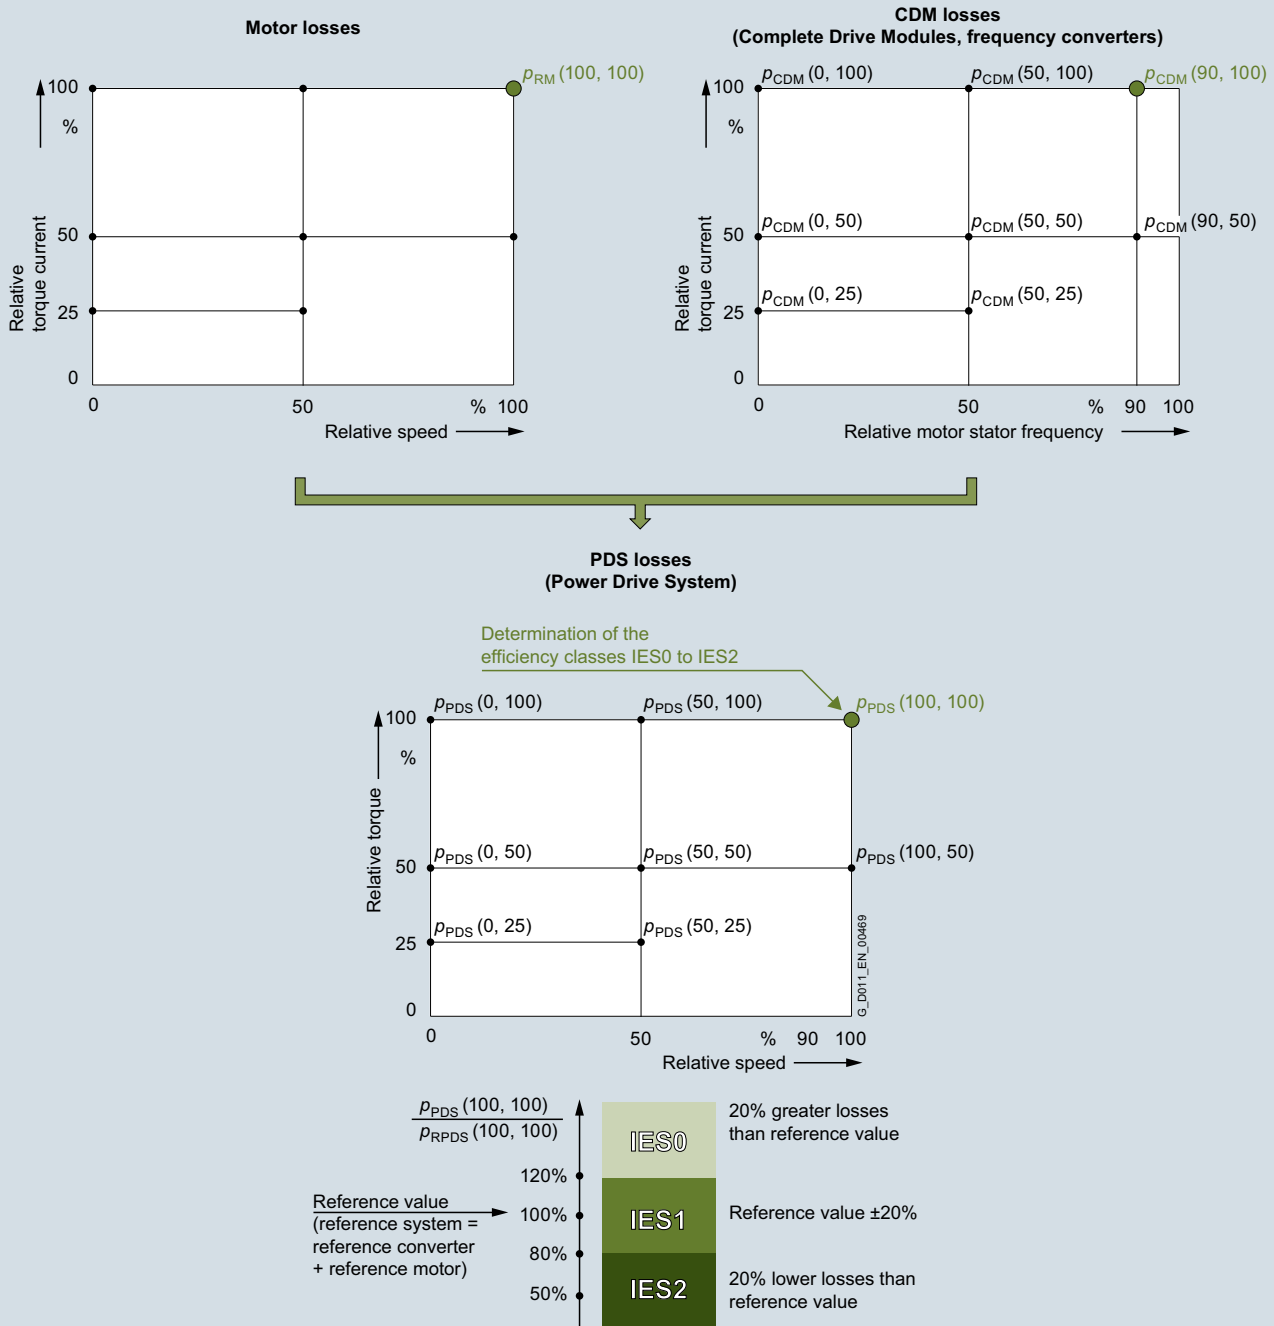 Motor losses
CDM losses
(Complete Drive Modules, frequency converters)
pRM (100, 100)
100
%
50
25
0
Relative
torque current
0
50
%
100
Relative speed
pCDM (0, 100)
pCDM (50, 100)
pCDM (90, 100)
100
%
pCDM (0, 50)
pCDM (50, 50)
pCDM (90, 50)
50
pCDM (0, 25)
pCDM (50, 25)
25
0
Relative
torque current
0
50
%
90
100
Relative motor stator frequency
PDS losses
(Power Drive System)
Determination of the
efficiency classes IES0 to IES2
pPDS (0, 100)
pPDS (50, 100)
pPDS (100, 100)
100
%
Relative torque
pPDS (0, 50)
pPDS (50, 50)
pPDS (100, 50)
50
pPDS (0, 25)
pPDS (50, 25)
25
0
G_D011_EN_00469
0
50
%
90
100
Relative speed
pPDS (100, 100)
pRPDS (100, 100)
IES0
20% greater losses
than reference value
120%
Reference value
(reference system =
reference converter
+ reference motor)
100%
IES1
Reference value ±20%
80%
50%
IES2
20% lower losses than
reference value